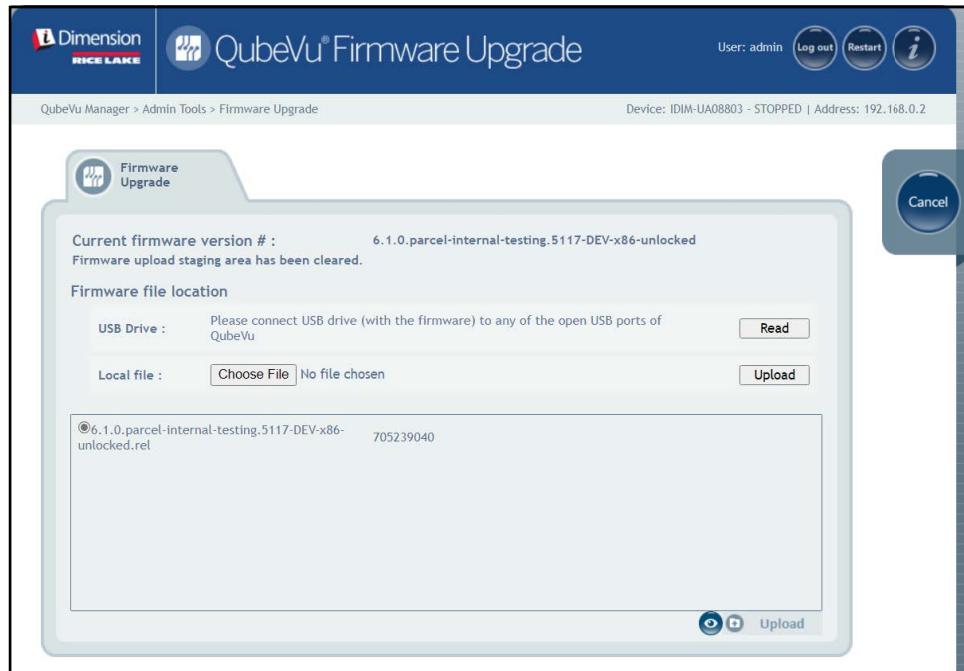 iDimension
RICE LAKE
QubeVu® Firmware Upgrade
User: admin
Log out
Restart
i
QubeVu Manager > Admin Tools > Firmware Upgrade
Device: IDIM-UA08803 - STOPPED | Address: 192.168.0.2
Firmware
Upgrade
Cancel
Current firmware version # : 6.1.0.parcel-internal-testing.5117-DEV-x86-unlocked
Firmware upload staging area has been cleared.
Firmware file location
USB Drive :
Please connect USB drive (with the firmware) to any of the open USB ports of
QubeVu
Read
Local file :
Choose File No file chosen
Upload
6.1.0.parcel-internal-testing.5117-DEV-x86-
unlocked.rel
705239040
Upload